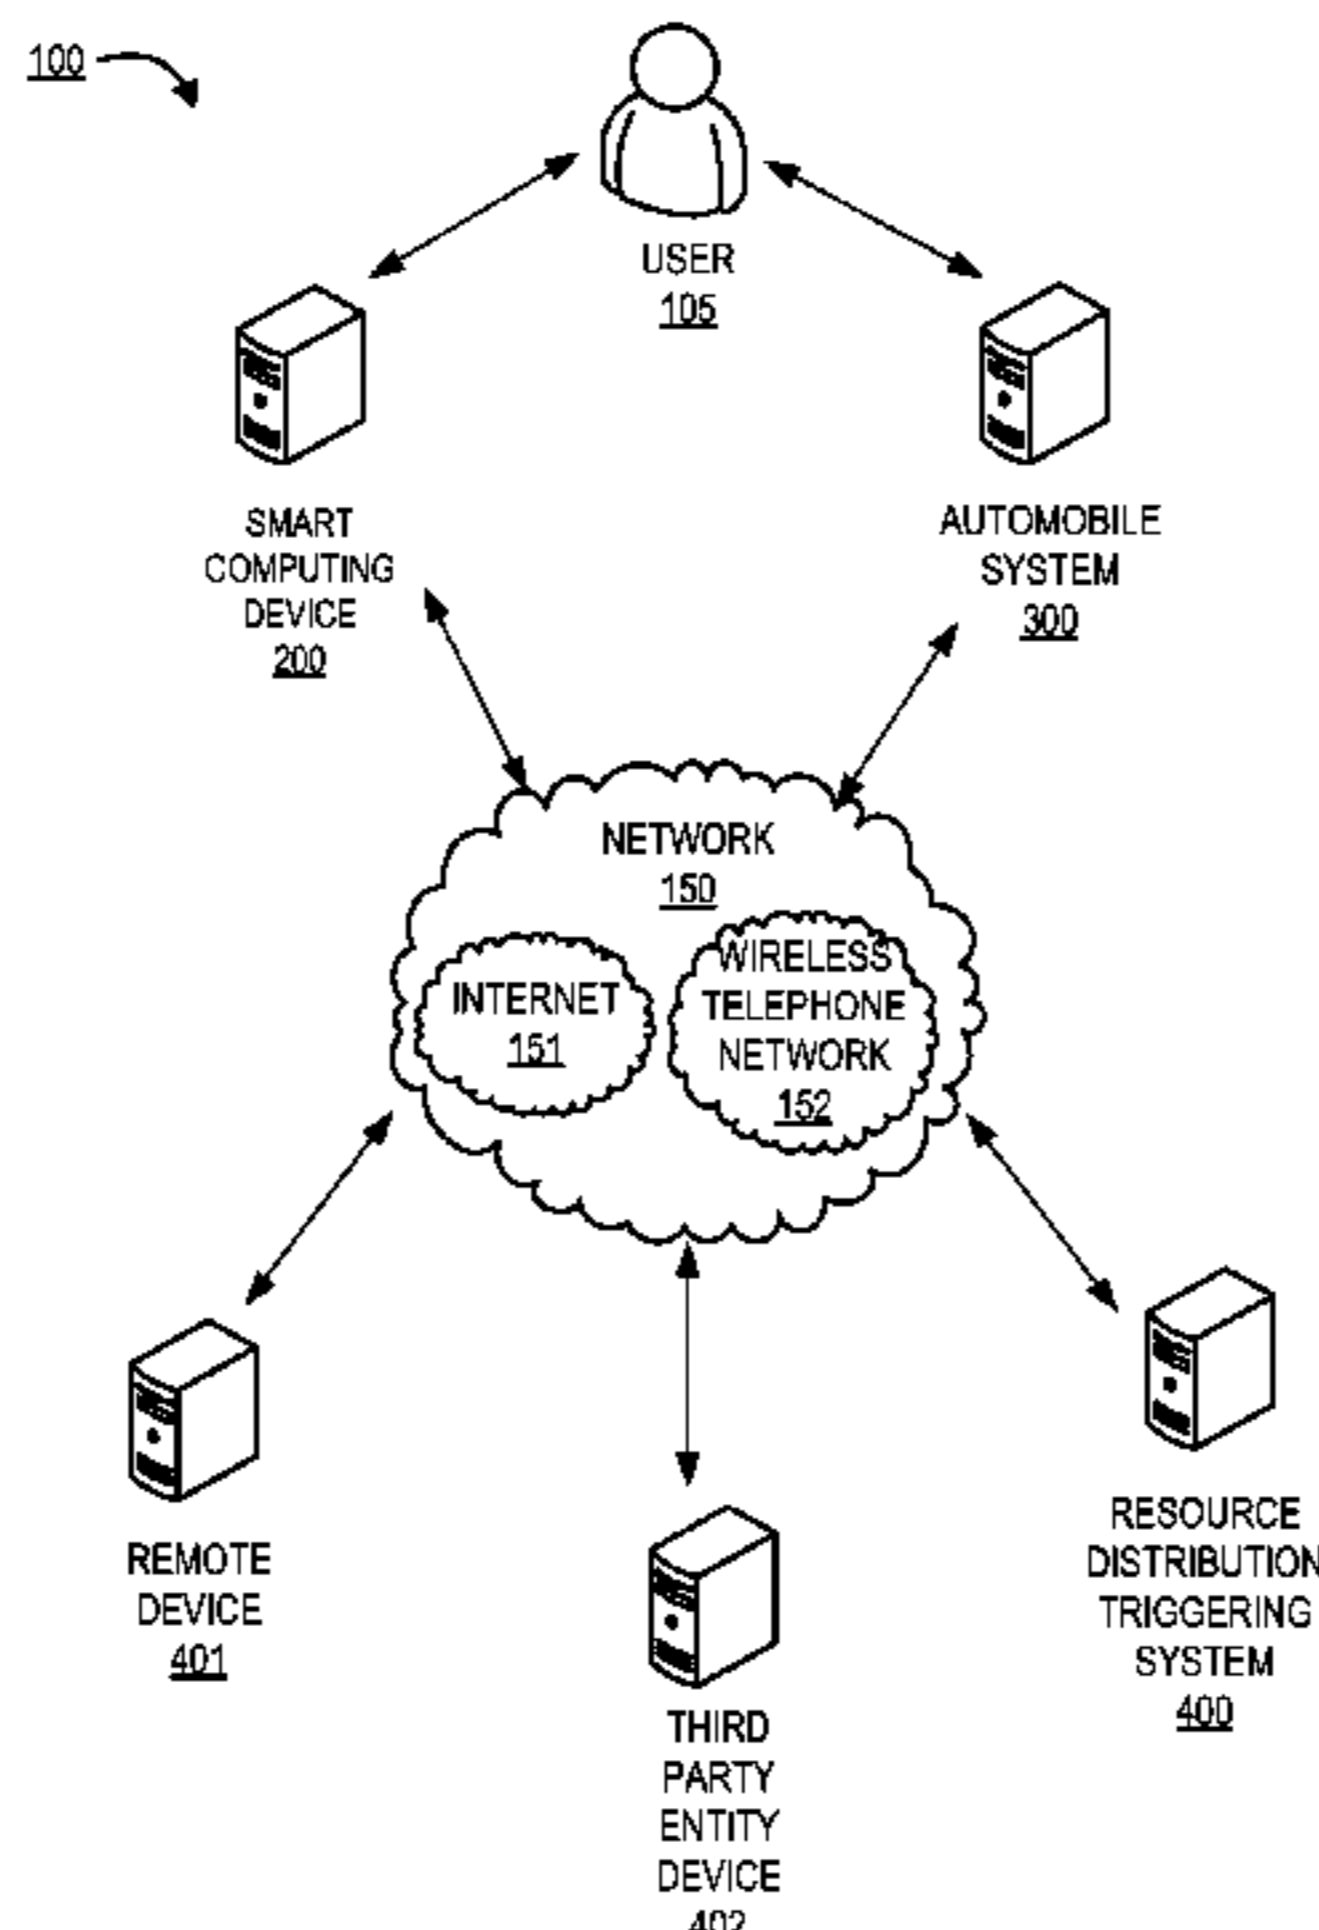 100
USER
105
SMART
COMPUTING
DEVICE
200
AUTOMOBILE
SYSTEM
300
NETWORK
150
INTERNET
151
WIRELESS
TELEPHONE
NETWORK
152
REMOTE
DEVICE
401
THIRD
PARTY
ENTITY
DEVICE
402
RESOURCE
DISTRIBUTION
TRIGGERING
SYSTEM
400